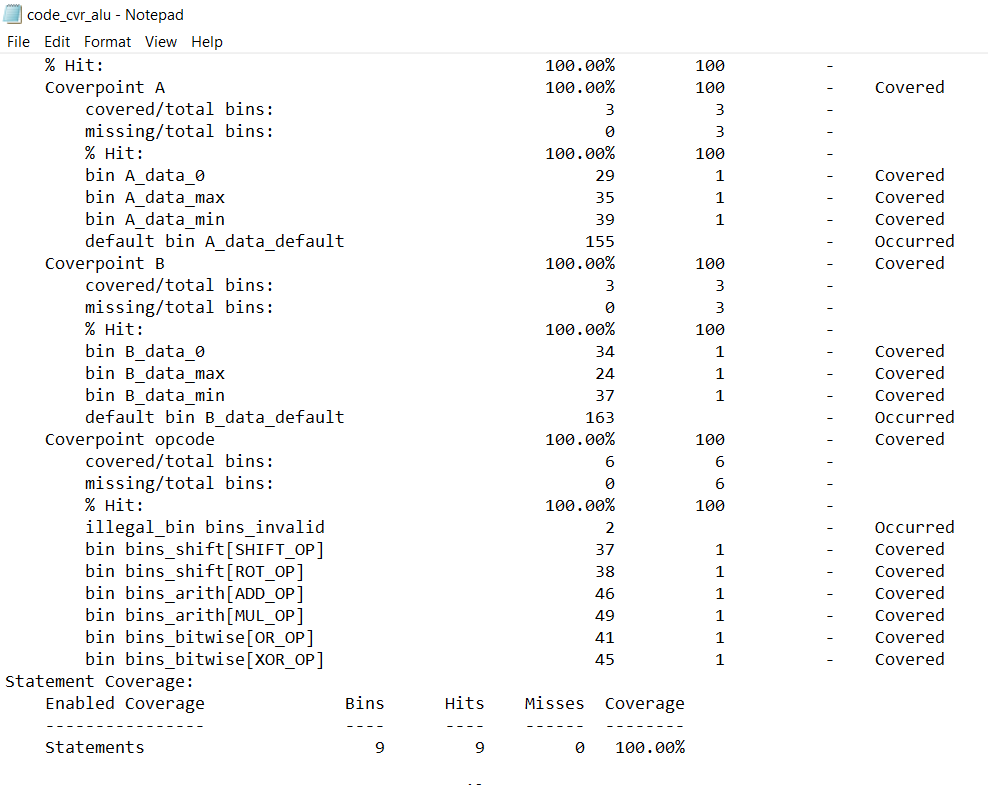 code_cvr_alu - Notepad
File Edit Format View Help
% Hit: 100.00% 100 -
Coverpoint A 100.00% 100 - Covered
covered/total bins: 3 3 -
missing/total bins: 0 3 -
% Hit: 100.00% 100 -
bin A_data_0 29 1 - Covered
bin A_data_max 35 1 - Covered
bin A_data_min 39 1 - Covered
default bin A_data_default 155 - Occurred
Coverpoint B 100.00% 100 - Covered
covered/total bins: 3 3 -
missing/total bins: 0 3 -
% Hit: 100.00% 100 -
bin B_data_0 34 1 - Covered
bin B_data_max 24 1 - Covered
bin B_data_min 37 1 - Covered
default bin B_data_default 163 - Occurred
Coverpoint opcode 100.00% 100 - Covered
covered/total bins: 6 6 -
missing/total bins: 0 6 -
% Hit: 100.00% 100 -
illegal_bin bins_invalid 2 - Occurred
bin bins_shift[SHIFT_OP] 37 1 - Covered
bin bins_shift[ROT_OP] 38 1 - Covered
bin bins_arith[ADD_OP] 46 1 - Covered
bin bins_arith[MUL_OP] 49 1 - Covered
bin bins_bitwise[OR_OP] 41 1 - Covered
bin bins_bitwise[XOR_OP] 45 1 - Covered
Statement Coverage:
Enabled Coverage Bins Hits Misses Coverage
---------------- ---- ---- ------ --------
Statements 9 9 0 100.00%